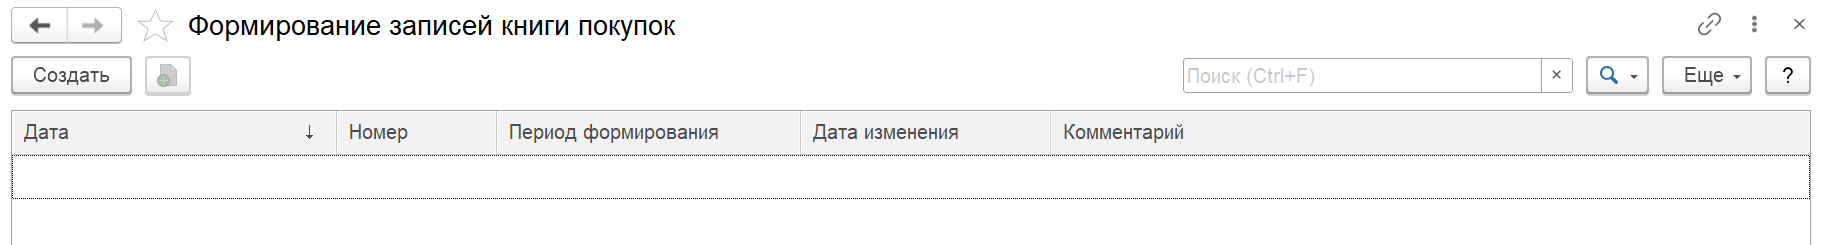 Формирование записей книги покупок
Создать Поиск (Ctrl+F) × Еще ?
Дата ↓ Номер Период формирования Дата изменения Комментарий